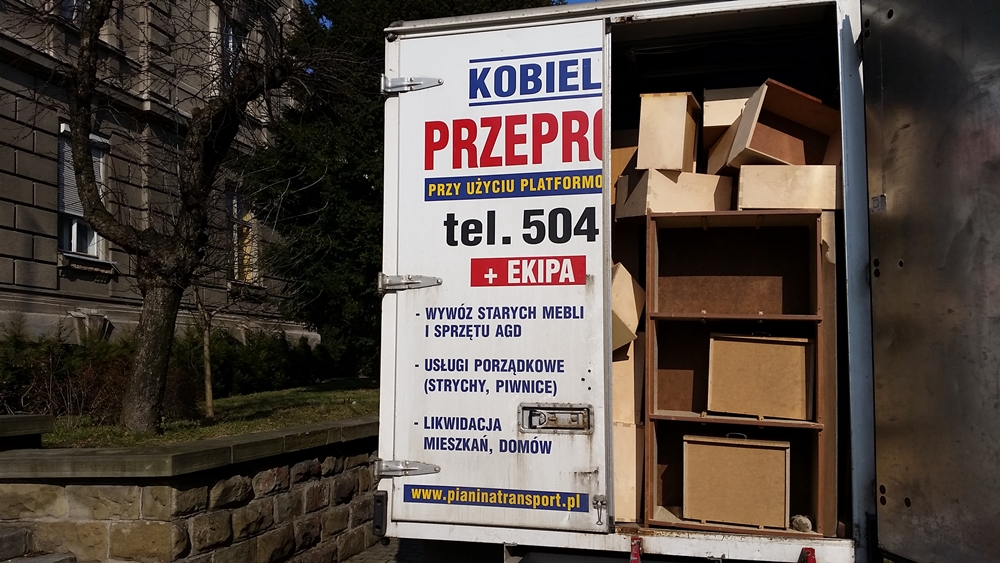 KOBIEL
PRZEPRO
PRZY UŻYCIU PLATFORMO
tel. 504
+ EKIPA
- WYWÓZ STARYCH MEBLI
I SPRZĘTU AGD
- USŁUGI PORZĄDKOWE
(STRYCHY, PIWNICE)
- LIKWIDACJA
MIESZKAŃ, DOMÓW
www.pianinatransport.pl